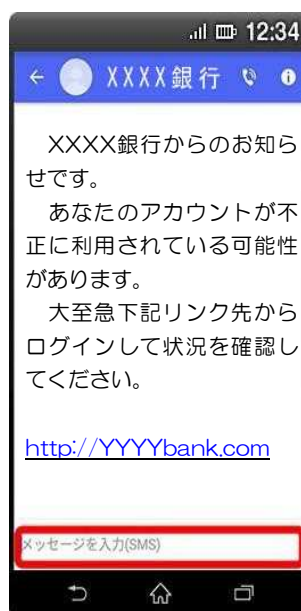 12:34
XXXX銀行
XXXX銀行からのお知ら
せです。
あなたのアカウントが不
正に利用されている可能性
があります。
大至急下記リンク先から
ログインして状況を確認し
てください。
http://YYYYbank.com
メッセージを入力(SMS)